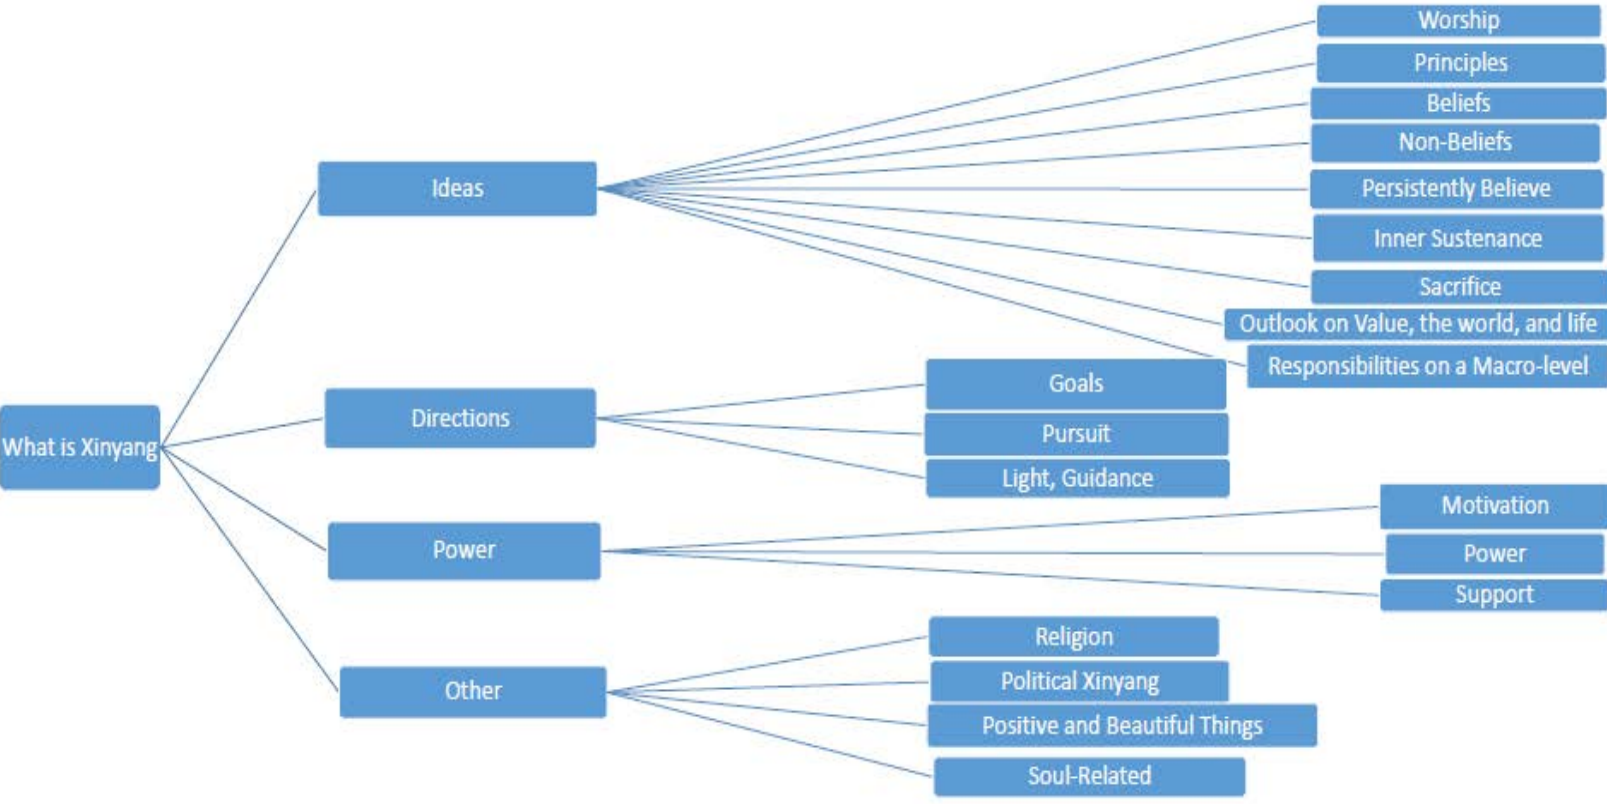 What is Xinyang
Ideas
Worship
Principles
Beliefs
Non-Beliefs
Persistently Believe
Inner Sustenance
Sacrifice
Outlook on Value, the world, and life
Responsibilities on a Macro-level
Directions
Goals
Pursuit
Light, Guidance
Power
Motivation
Power
Support
Other
Religion
Political Xinyang
Positive and Beautiful Things
Soul-Related